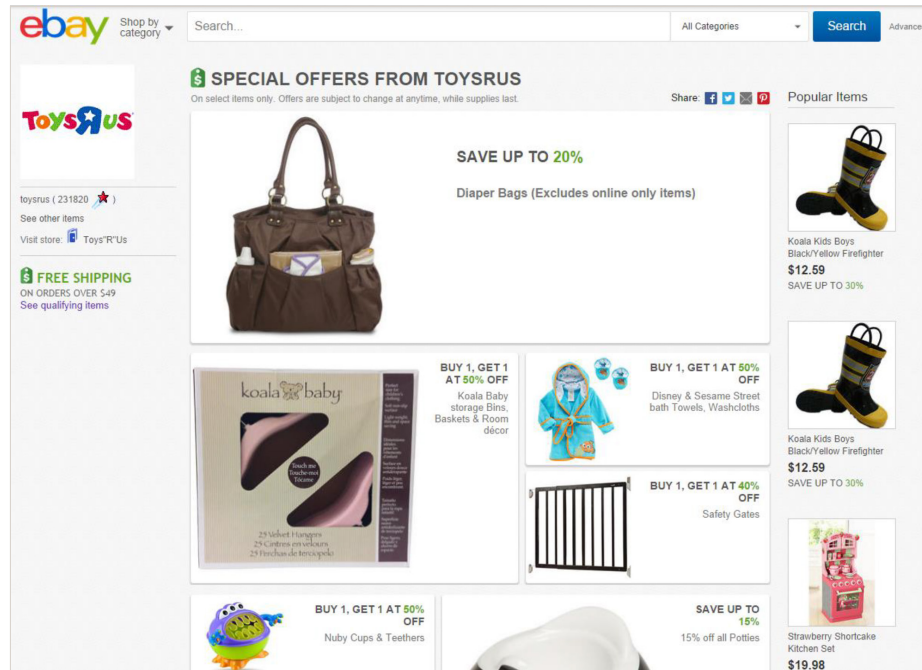 ebay
Shop by
category
Search...
All Categories
Search
Advance
ToysЯUs
toysrus ( 231820 )
See other items
Visit store: Toys"R"Us
FREE SHIPPING
ON ORDERS OVER $49
See qualifying items
SPECIAL OFFERS FROM TOYSRUS
On select items only. Offers are subject to change at anytime, while supplies last.
Share:
SAVE UP TO 20%
Diaper Bags (Excludes online only items)
koala baby
Touch me
Touche-moi
Tócame
25 Velvet Hangers
25 Cintres en velours
25 Perchas de terciopelo
BUY 1, GET 1
AT 50% OFF
Koala Baby
storage Bins,
Baskets & Room
décor
BUY 1, GET 1 AT 50%
OFF
Disney & Sesame Street
bath Towels, Washcloths
BUY 1, GET 1 AT 40%
OFF
Safety Gates
BUY 1, GET 1 AT 50%
OFF
Nuby Cups & Teethers
SAVE UP TO
15%
15% off all Potties
Popular Items
Koala Kids Boys
Black/Yellow Firefighter
$12.59
SAVE UP TO 30%
Koala Kids Boys
Black/Yellow Firefighter
$12.59
SAVE UP TO 30%
Strawberry Shortcake
Kitchen Set
$19.98